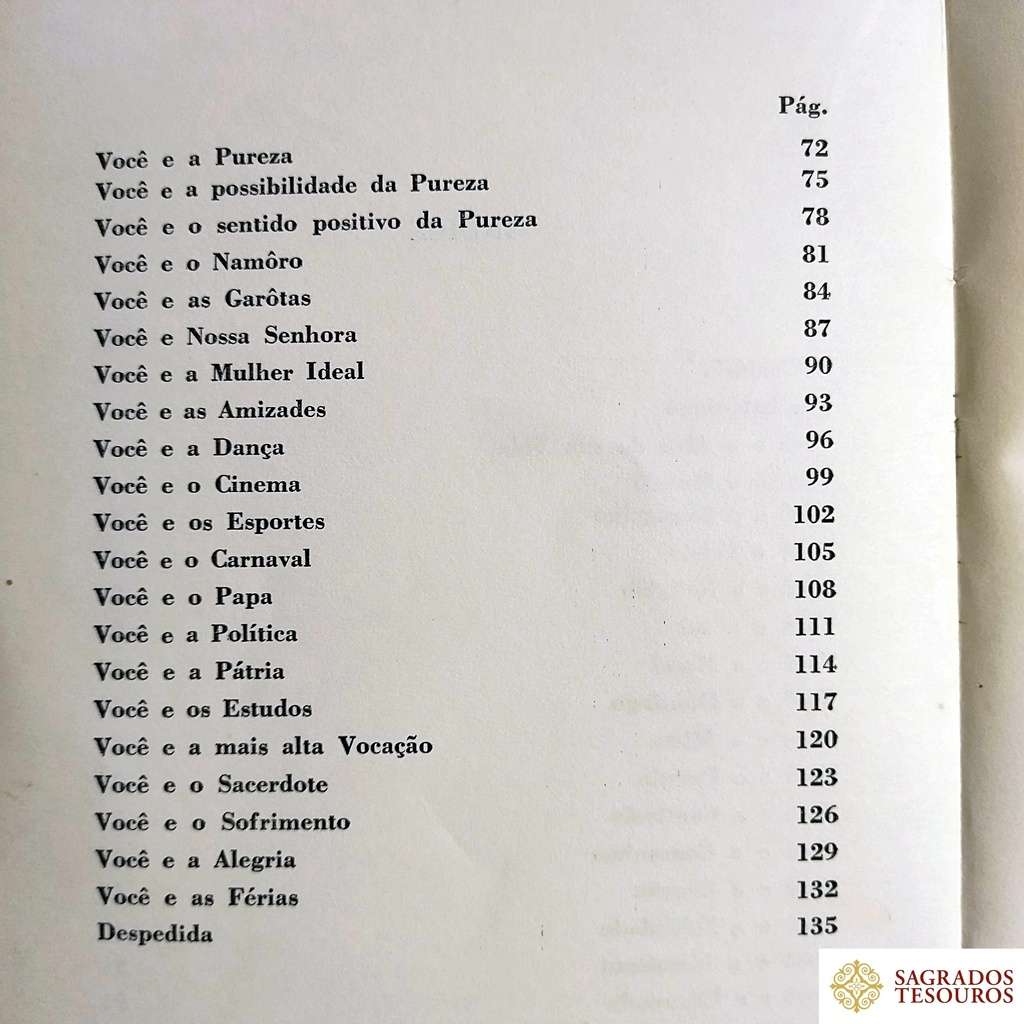 Pág.
Você e a Pureza 72
Você e a possibilidade da Pureza 75
Você e o sentido positivo da Pureza 78
Você e o Namôro 81
Você e as Garôtas 84
Você e Nossa Senhora 87
Você e a Mulher Ideal 90
Você e as Amizades 93
Você e a Dança 96
Você e o Cinema 99
Você e os Esportes 102
Você e o Carnaval 105
Você e o Papa 108
Você e a Política 111
Você e a Pátria 114
Você e os Estudos 117
Você e a mais alta Vocação 120
Você e o Sacerdote 123
Você e o Sofrimento 126
Você e a Alegria 129
Você e as Férias 132
Despedida 135
SAGRADOS
TESOUROS